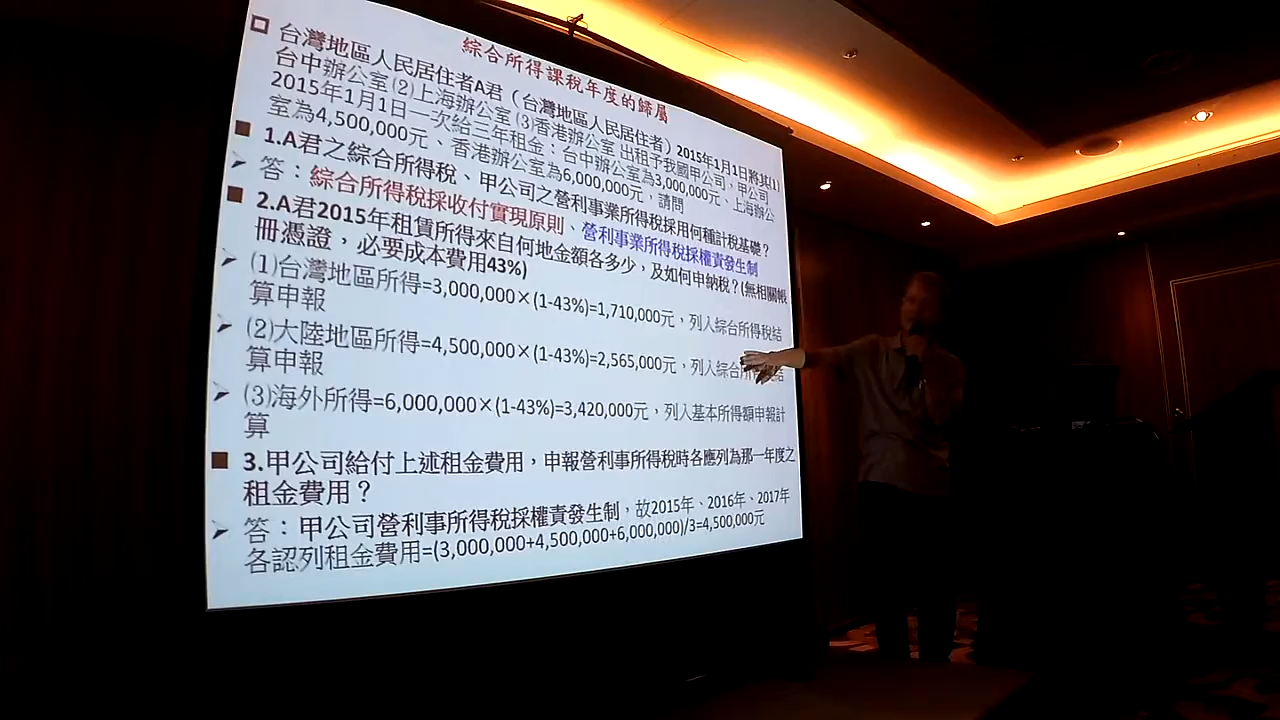 綜合所得課稅年度的歸屬
台灣地區人民居住者A君（台灣地區人民居住者）2015年1月1日將其(1)
台中辦公室(2)上海辦公室(3)香港辦公室 出租予我國甲公司，甲公司
2015年1月1日一次給三年租金：台中辦公室為3,000,000元、上海辦公
室為4,500,000元、香港辦公室為6,000,000元，請問
1.A君之綜合所得稅、甲公司之營利事業所得稅採用何種計稅基礎？
答：綜合所得稅採收付實現原則、營利事業所得稅採權責發生制
2.A君2015年租賃所得來自何地金額各多少，及如何申納稅？(無相關帳
冊憑證，必要成本費用43%)
(1)台灣地區所得=3,000,000×(1-43%)=1,710,000元，列入綜合所得稅結
算申報
(2)大陸地區所得=4,500,000×(1-43%)=2,565,000元，列入綜合所結
算申報
(3)海外所得=6,000,000×(1-43%)=3,420,000元，列入基本所得額申報計
算
3.甲公司給付上述租金費用，申報營利事所得稅時各應列為那一年度之
租金費用？
答：甲公司營利事所得稅採權責發生制，故2015年、2016年、2017年
各認列租金費用=(3,000,000+4,500,000+6,000,000)/3=4,500,000元